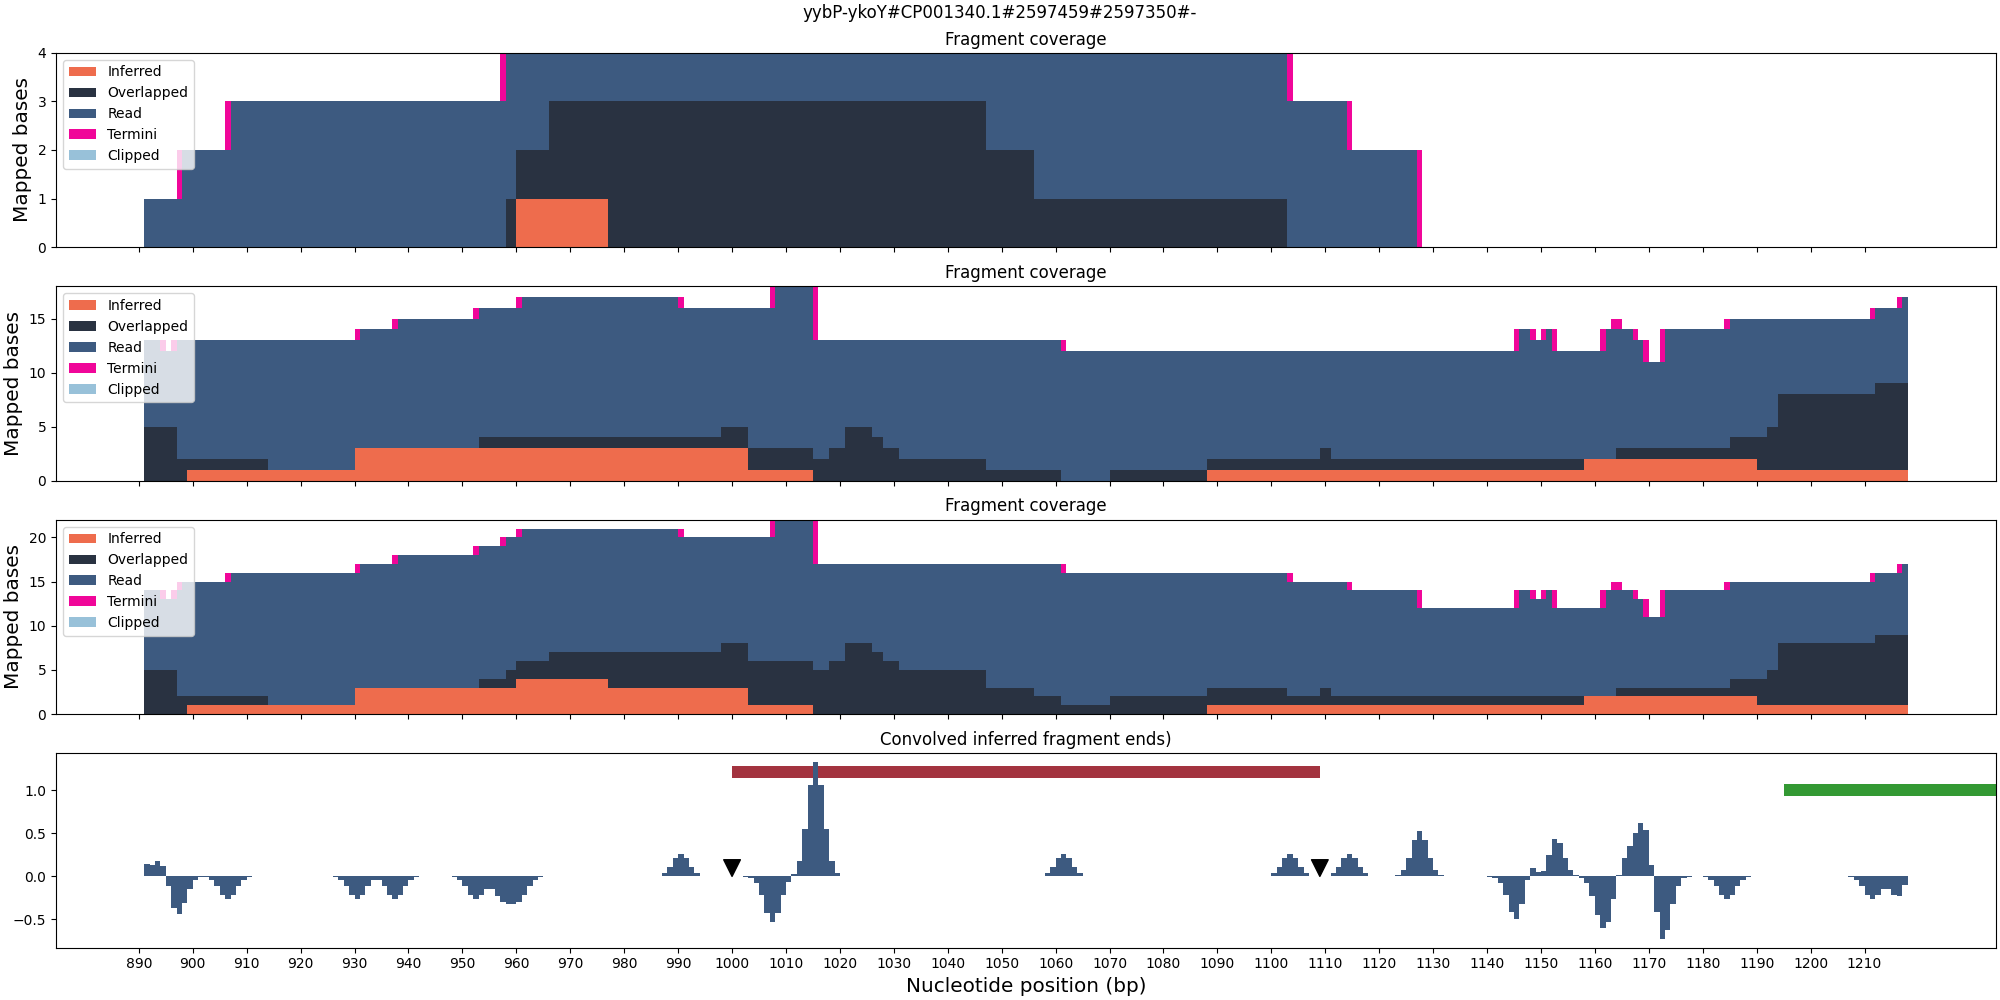 yybP-ykoY#CP001340.1#2597459#2597350#-
Fragment coverage
Mapped bases
4
3
2
1
0
Inferred
Overlapped
Read
Termini
Clipped
Fragment coverage
Mapped bases
15
10
5
0
Inferred
Overlapped
Read
Termini
Clipped
Fragment coverage
Mapped bases
20
15
10
5
0
Inferred
Overlapped
Read
Termini
Clipped
Convolved inferred fragment ends)
1.0
0.5
0.0
−0.5
890 900 910 920 930 940 950 960 970 980 990 1000 1010 1020 1030 1040 1050 1060 1070 1080 1090 1100 1110 1120 1130 1140 1150 1160 1170 1180 1190 1200 1210
Nucleotide position (bp)